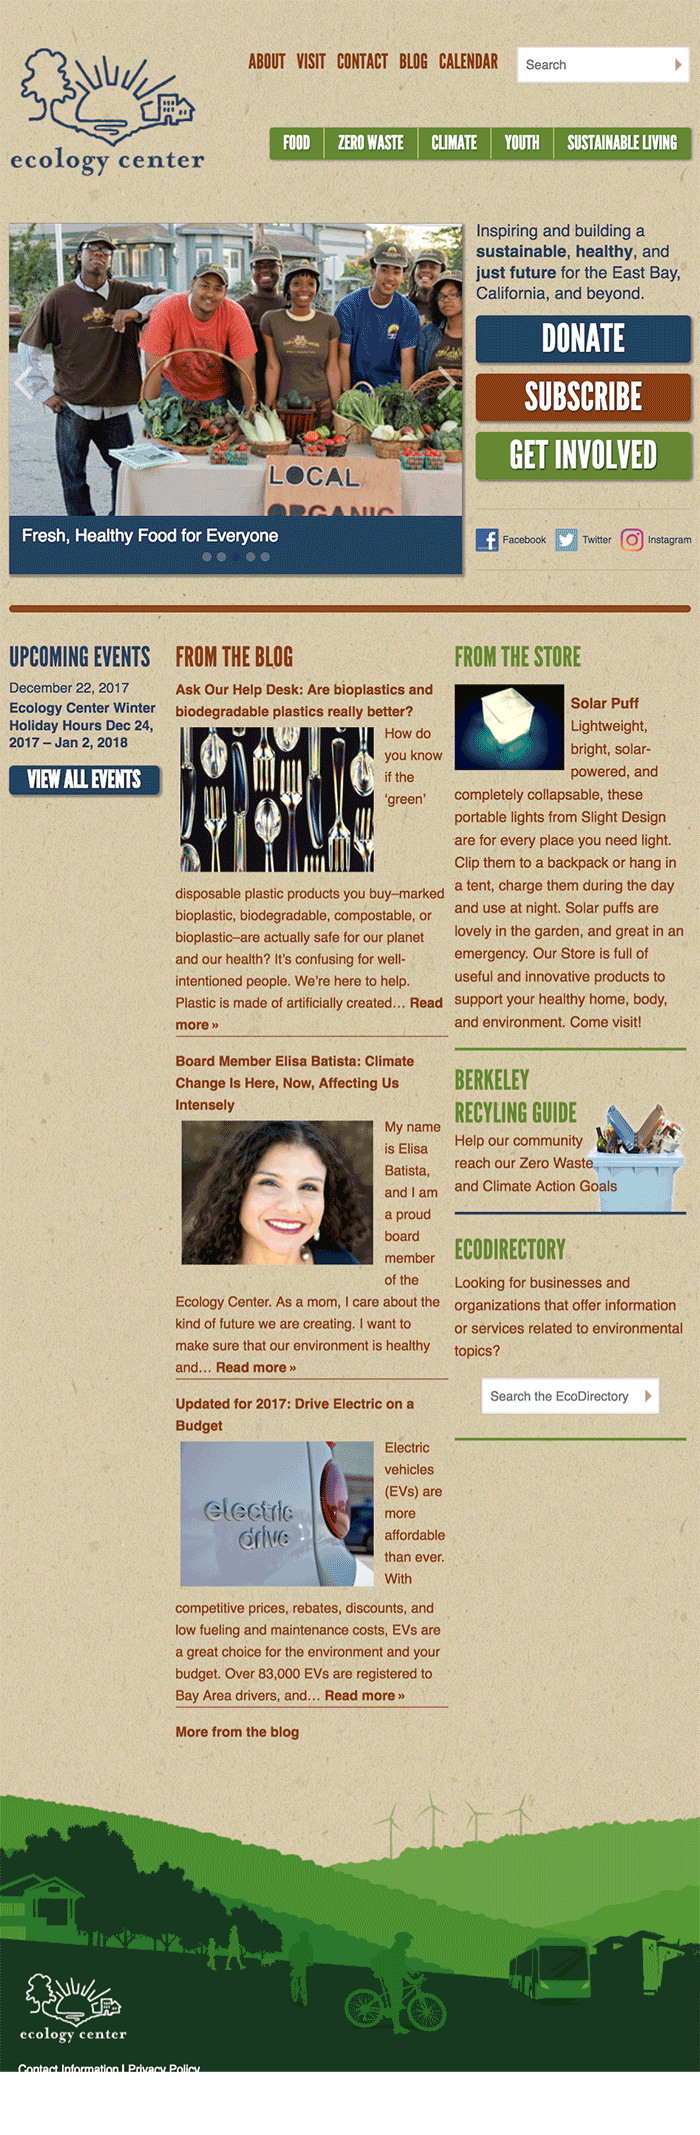 ABOUT VISIT CONTACT BLOG CALENDAR
Search
ecology center
FOOD ZERO WASTE CLIMATE YOUTH SUSTAINABLE LIVING
LOCAL
ORGANIC
Fresh, Healthy Food for Everyone
Inspiring and building a
sustainable, healthy, and
just future for the East Bay,
California, and beyond.
DONATE
SUBSCRIBE
GET INVOLVED
Facebook Twitter Instagram
UPCOMING EVENTS
December 22, 2017
Ecology Center Winter
Holiday Hours Dec 24,
2017 – Jan 2, 2018
VIEW ALL EVENTS
FROM THE BLOG
Ask Our Help Desk: Are bioplastics and
biodegradable plastics really better?
How do
you know
if the
‘green’
disposable plastic products you buy–marked
bioplastic, biodegradable, compostable, or
bioplastic–are actually safe for our planet
and our health? It’s confusing for well-
intentioned people. We’re here to help.
Plastic is made of artificially created… Read
more »
Board Member Elisa Batista: Climate
Change Is Here, Now, Affecting Us
Intensely
My name
is Elisa
Batista,
and I am
a proud
board
member
of the
Ecology Center. As a mom, I care about the
kind of future we are creating. I want to
make sure that our environment is healthy
and… Read more »
Updated for 2017: Drive Electric on a
Budget
electric
drive
Electric
vehicles
(EVs) are
more
affordable
than ever.
With
competitive prices, rebates, discounts, and
low fueling and maintenance costs, EVs are
a great choice for the environment and your
budget. Over 83,000 EVs are registered to
Bay Area drivers, and… Read more »
More from the blog
FROM THE STORE
Solar Puff
Lightweight,
bright, solar-
powered, and
completely collapsable, these
portable lights from Slight Design
are for every place you need light.
Clip them to a backpack or hang in
a tent, charge them during the day
and use at night. Solar puffs are
lovely in the garden, and great in an
emergency. Our Store is full of
useful and innovative products to
support your healthy home, body,
and environment. Come visit!
BERKELEY
RECYLING GUIDE
Help our community
reach our Zero Waste
and Climate Action Goals
ECODIRECTORY
Looking for businesses and
organizations that offer information
or services related to environmental
topics?
Search the EcoDirectory
ecology center
Contact Information | Privacy Policy